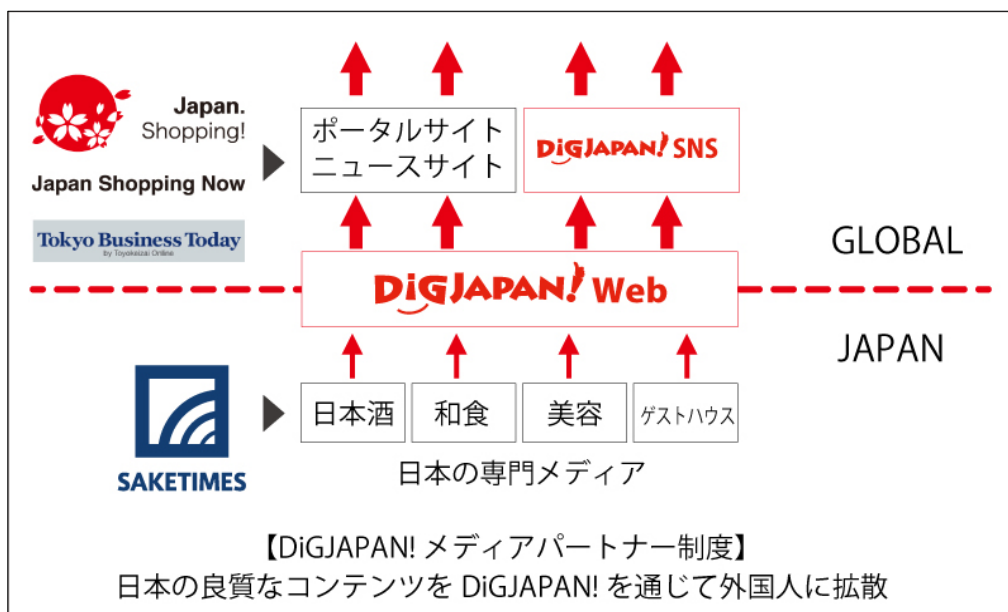 Japan.
Shopping!
Japan Shopping Now
Tokyo Business Today
by Toyokeizai Online
ポータルサイト
ニュースサイト
DiGJAPAN! SNS
GLOBAL
DiGJAPAN! Web
JAPAN
SAKETIMES
日本酒
和食
美容
ゲストハウス
日本の専門メディア
【DiGJAPAN! メディアパートナー制度】
日本の良質なコンテンツを DiGJAPAN! を通じて外国人に拡散